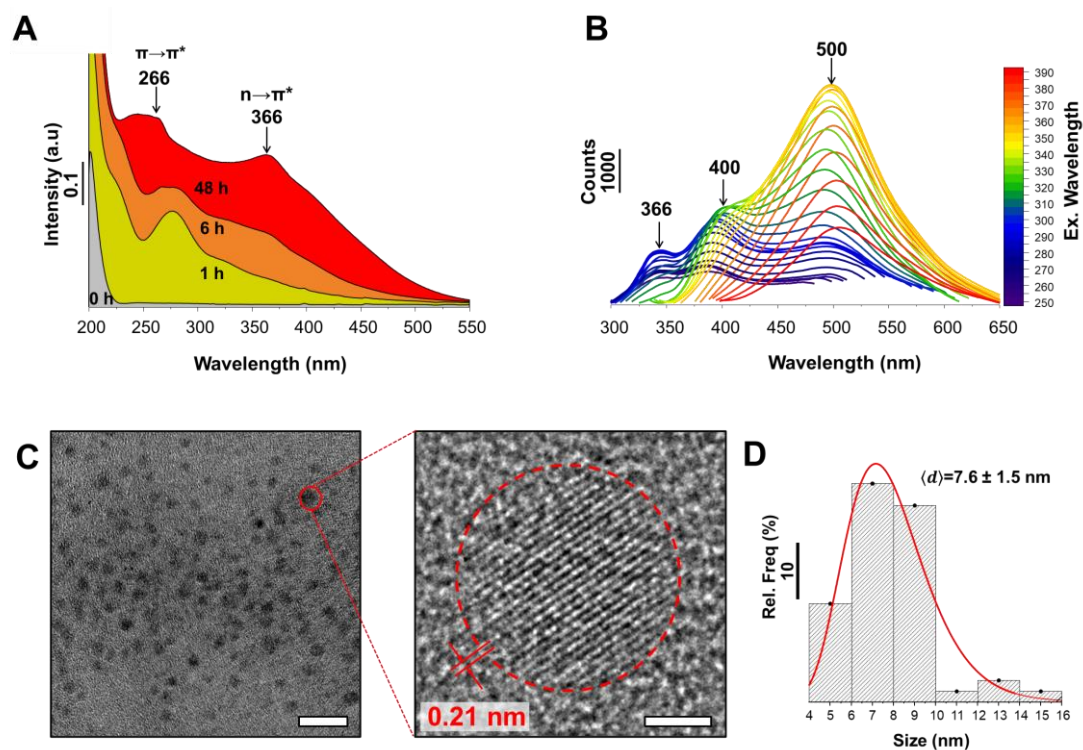 A
π→π*
266
n→π*
366
48 h
6 h
1 h
0 h
Intensity (a.u)
0.1
200 250 300 350 400 450 500 550
Wavelength (nm)
B
500
400
366
Counts
1000
300 350 400 450 500 550 600 650
Wavelength (nm)
390
380
370
360
350
340
330
320
310
300
290
280
270
260
250
Ex. Wavelength
C
0.21 nm
D
⟨d⟩=7.6 ± 1.5 nm
Rel. Freq (%)
10
4 5 6 7 8 9 10 11 12 13 14 15 16
Size (nm)